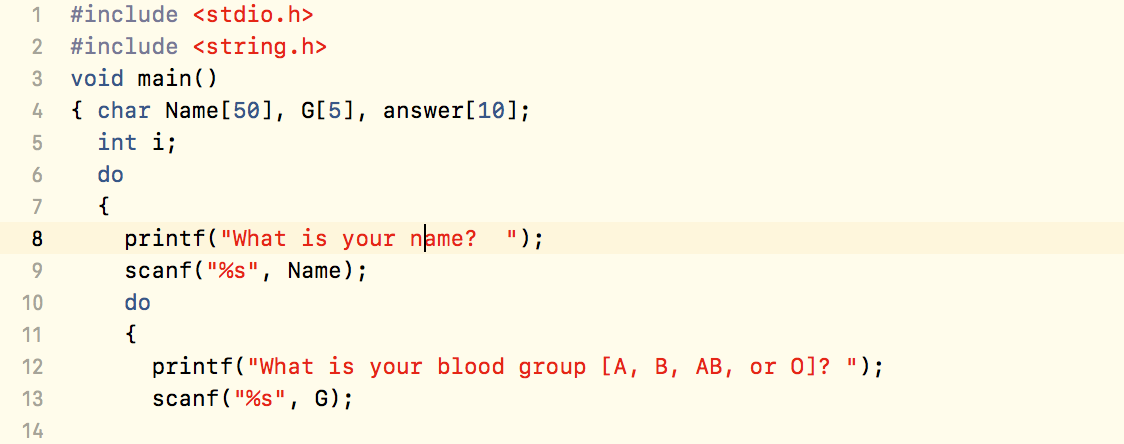 1 #include <stdio.h>
2 #include <string.h>
3 void main()
4 { char Name[50], G[5], answer[10];
5   int i;
6   do
7   {
8     printf("What is your name?  ");
9     scanf("%s", Name);
10     do
11     {
12       printf("What is your blood group [A, B, AB, or O]? ");
13       scanf("%s", G);
14